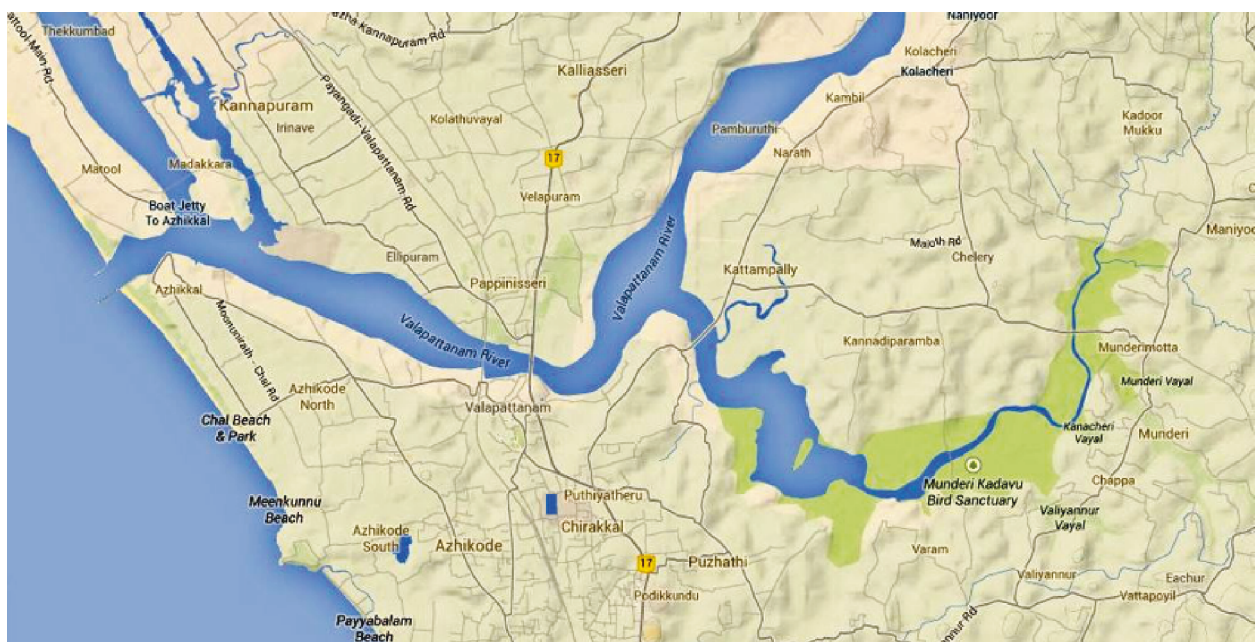 Thekkumbad
Naniyoor
Kolacheri
Kolacheri
Kalliasseri
Kambil
Kannapuram
Irinave
Kolathuvayal
Kadoor
Mukku
Pamburuthi
Narath
17
Matool
Madakkara
Payangadi-Valapattanam Rd
Velapuram
Boat Jetty
To Azhikkal
Maniyoor
Majoth Rd
Chelery
Ellipuram
Kattampally
Pappinisseri
Valapattanam River
Azhikkal
Valapattanam River
Kannadiparamba
Munderimotta
Azhikode
North
Munderi Vayal
Valapattanam
Chal Beach
& Park
Kanacheri
Vayal
Munderi
Chappa
Munderi Kadavu
Bird Sanctuary
Puthiyatheru
Meenkunnu
Beach
Valiyannur
Vayal
Chirakkal
Azhikode
South
Azhikode
Varam
17
Puzhathi
Valiyannur
Eachur
Vattapoyil
Podikkundu
Payyabalam
Beach